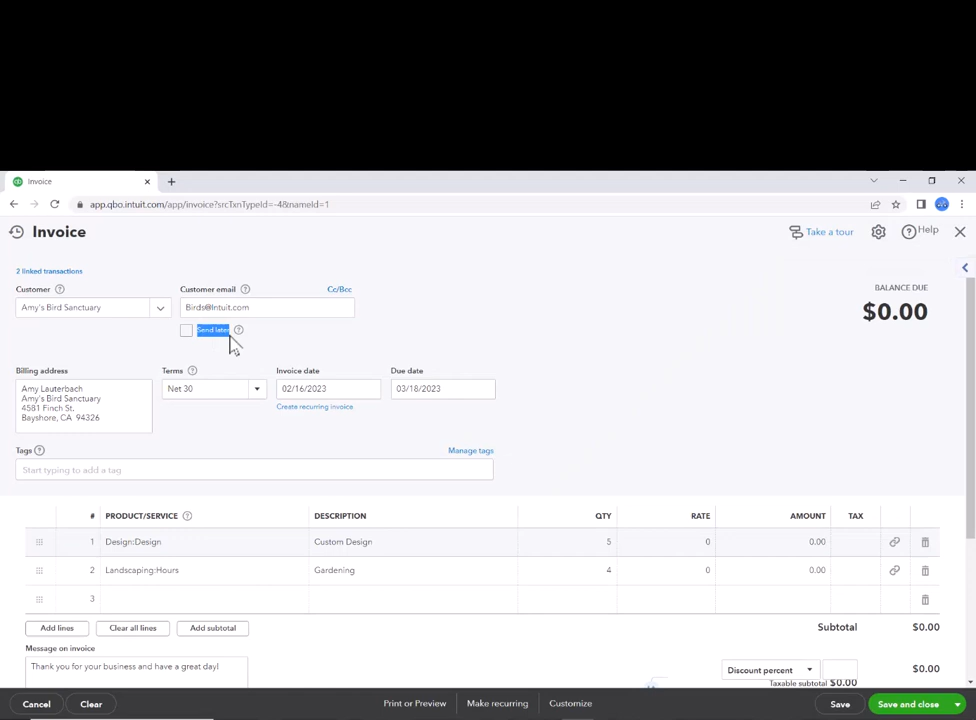 Invoice
app.qbo.intuit.com/app/invoice?srcTxnTypeId=-4&nameId=1
Invoice
Take a tour
Help
2 linked transactions
Customer
Customer email
Cc/Bcc
BALANCE DUE
Amy's Bird Sanctuary
Birds@Intuit.com
$0.00
Send later
Billing address
Terms
Invoice date
Due date
Amy Lauterbach
Amy's Bird Sanctuary
4581 Finch St.
Bayshore, CA 94326
Net 30
02/16/2023
03/18/2023
Create recurring invoice
Tags
Manage tags
Start typing to add a tag
# PRODUCT/SERVICE DESCRIPTION QTY RATE AMOUNT TAX
1 Design:Design Custom Design 5 0 0.00
2 Landscaping:Hours Gardening 4 0 0.00
3
Add lines Clear all lines Add subtotal Subtotal $0.00
Message on invoice
Thank you for your business and have a great day!
Discount percent $0.00
Taxable subtotal $0.00
Cancel Clear Print or Preview Make recurring Customize Save Save and close